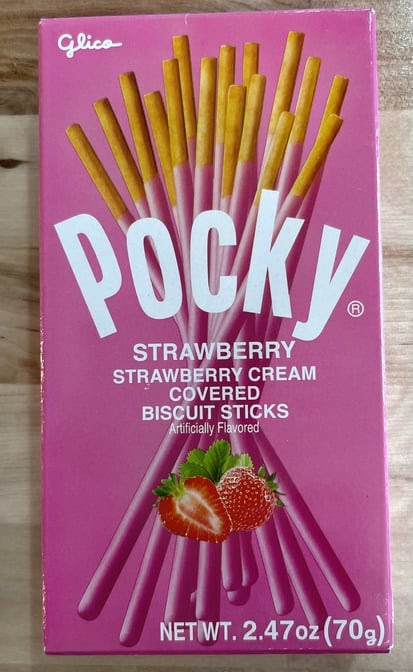 Glico
POCKY®
STRAWBERRY
STRAWBERRY CREAM
COVERED
BISCUIT STICKS
Artificially Flavored
NET WT. 2.47oz (70g)